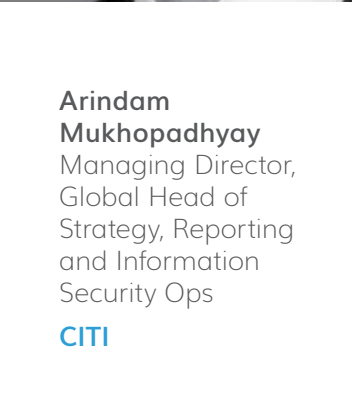 Arindam
Mukhopadhyay
Managing Director,
Global Head of
Strategy, Reporting
and Information
Security Ops
CITI